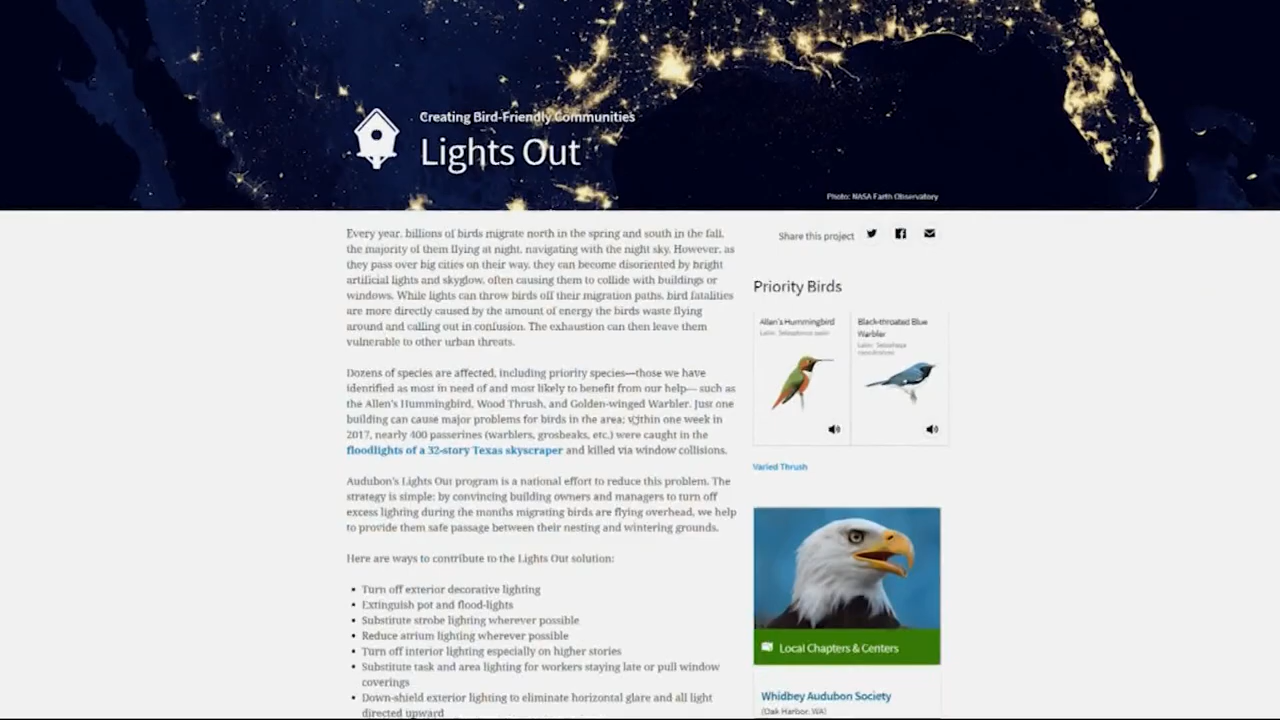 Creating Bird-Friendly Communities
Lights Out
Photo: NASA Earth Observatory
Every year, billions of birds migrate north in the spring and south in the fall,
the majority of them flying at night, navigating with the night sky. However, as
they pass over big cities on their way, they can become disoriented by bright
artificial lights and skyglow, often causing them to collide with buildings or
windows. While lights can throw birds off their migration paths, bird fatalities
are more directly caused by the amount of energy the birds waste flying
around and calling out in confusion. The exhaustion can then leave them
vulnerable to other urban threats.
Dozens of species are affected, including priority species—those we have
identified as most in need of and most likely to benefit from our help— such as
the Allen's Hummingbird, Wood Thrush, and Golden-winged Warbler. Just one
building can cause major problems for birds in the area; within one week in
2017, nearly 400 passerines (warblers, grosbeaks, etc.) were caught in the
floodlights of a 32-story Texas skyscraper and killed via window collisions.
Audubon's Lights Out program is a national effort to reduce this problem. The
strategy is simple: by convincing building owners and managers to turn off
excess lighting during the months migrating birds are flying overhead, we help
to provide them safe passage between their nesting and wintering grounds.
Here are ways to contribute to the Lights Out solution:
• Turn off exterior decorative lighting
• Extinguish pot and flood-lights
• Substitute strobe lighting wherever possible
• Reduce atrium lighting wherever possible
• Turn off interior lighting especially on higher stories
• Substitute task and area lighting for workers staying late or pull window
coverings
• Down-shield exterior lighting to eliminate horizontal glare and all light
directed upward
Share this project
Priority Birds
Allen's Hummingbird
Latin: Selasphorus sasin
Black-throated Blue
Warbler
Latin: Setophaga
caerulescens
Varied Thrush
Local Chapters & Centers
Whidbey Audubon Society
(Oak Harbor, WA)